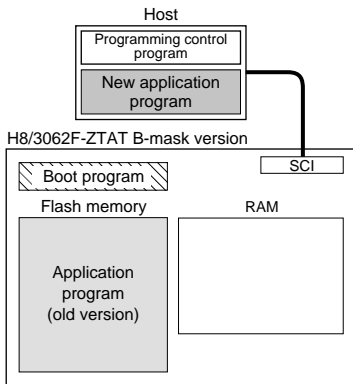 Host
Programming control
program
New application
program
H8/3062F-ZTAT B-mask version
SCI
Boot program
Flash memory
RAM
Application
program
(old version)